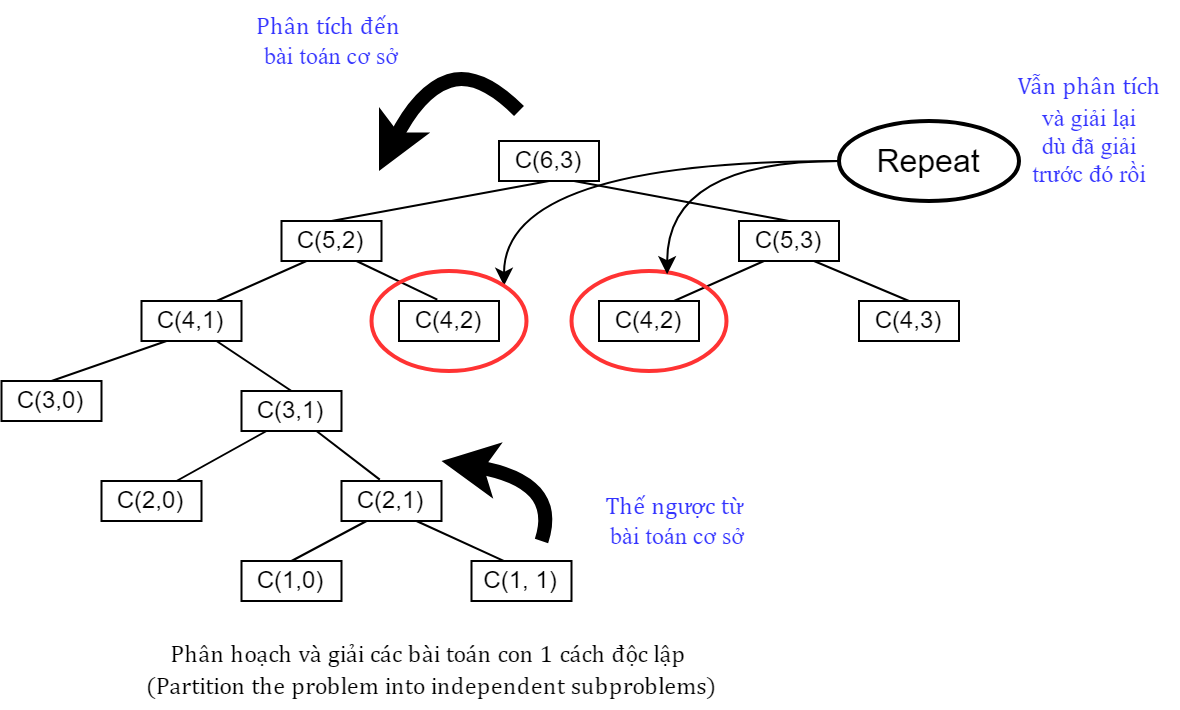 Phân tích đến
bài toán cơ sở
Vẫn phân tích
và giải lại
dù đã giải
trước đó rồi
Repeat
C(6,3)
C(5,2)
C(5,3)
C(4,1)
C(4,2)
C(4,2)
C(4,3)
C(3,0)
C(3,1)
C(2,0)
C(2,1)
Thế ngược từ
bài toán cơ sở
C(1,0)
C(1, 1)
Phân hoạch và giải các bài toán con 1 cách độc lập
(Partition the problem into independent subproblems)